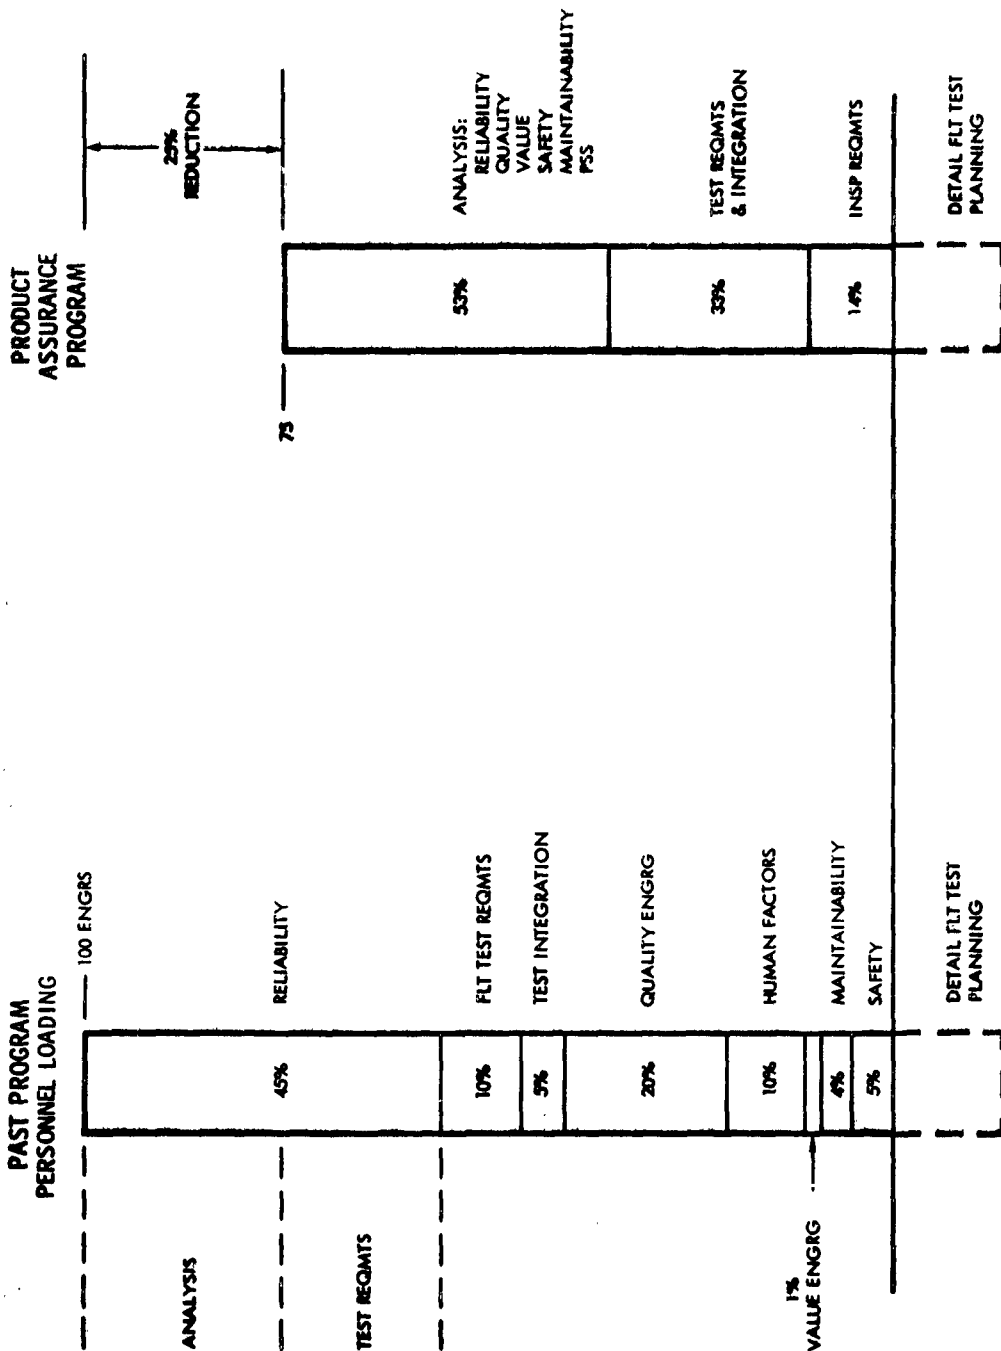 PAST PROGRAM
PERSONNEL LOADING
100 ENGRS
ANALYSIS
TEST REQMTS
45%
RELIABILITY
10%
FLT TEST REQMTS
5%
TEST INTEGRATION
20%
QUALITY ENGRG
10%
HUMAN FACTORS
1%
VALUE ENGRG
4%
MAINTAINABILITY
5%
SAFETY
DETAIL FLT TEST
PLANNING
PRODUCT
ASSURANCE
PROGRAM
25%
REDUCTION
75
53%
ANALYSIS:
RELIABILITY
QUALITY
VALUE
SAFETY
MAINTAINABILITY
PSS
33%
TEST REQMTS
& INTEGRATION
14%
INSP REQMTS
DETAIL FLT TEST
PLANNING